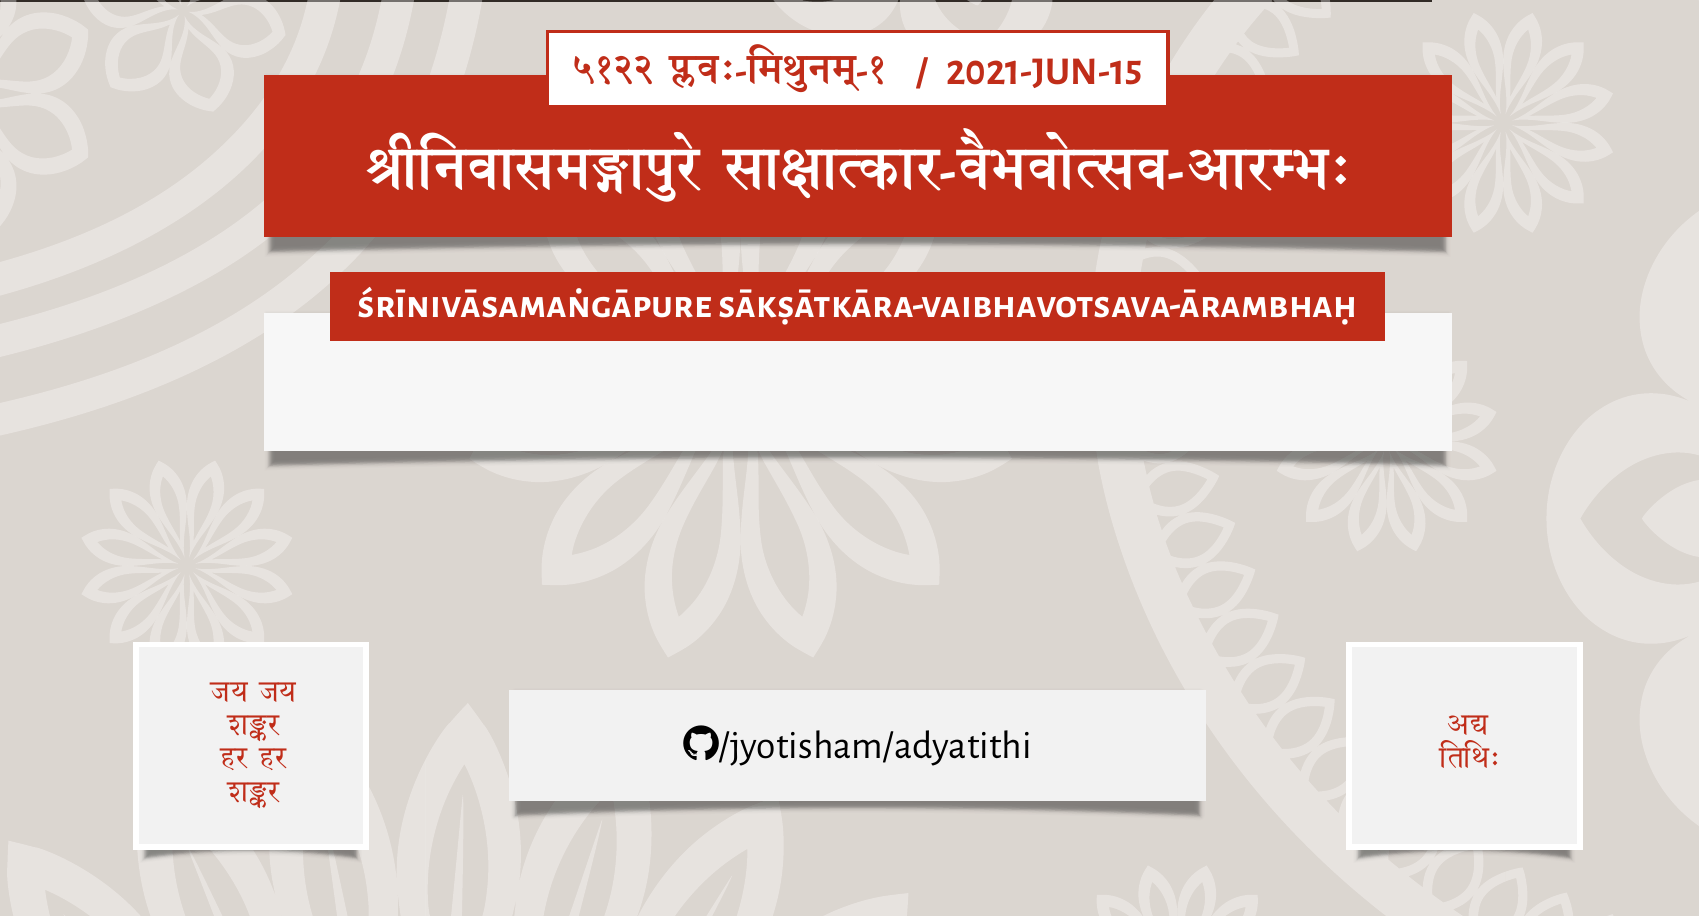 ५१२२ प्लवः-मिथुनम्-१ / 2021-JUN-15
श्रीनिवासमङ्गापुरे साक्षात्कार-वैभवोत्सव-आरम्भः
ŚRĪNIVĀSAMAṄGĀPURE SĀKṢĀTKĀRA-VAIBHAVOTSAVA-ĀRAMBHAḤ
जय जय
शङ्कर
हर हर
शङ्कर
/jyotisham/adyatithi
अद्य
तिथिः